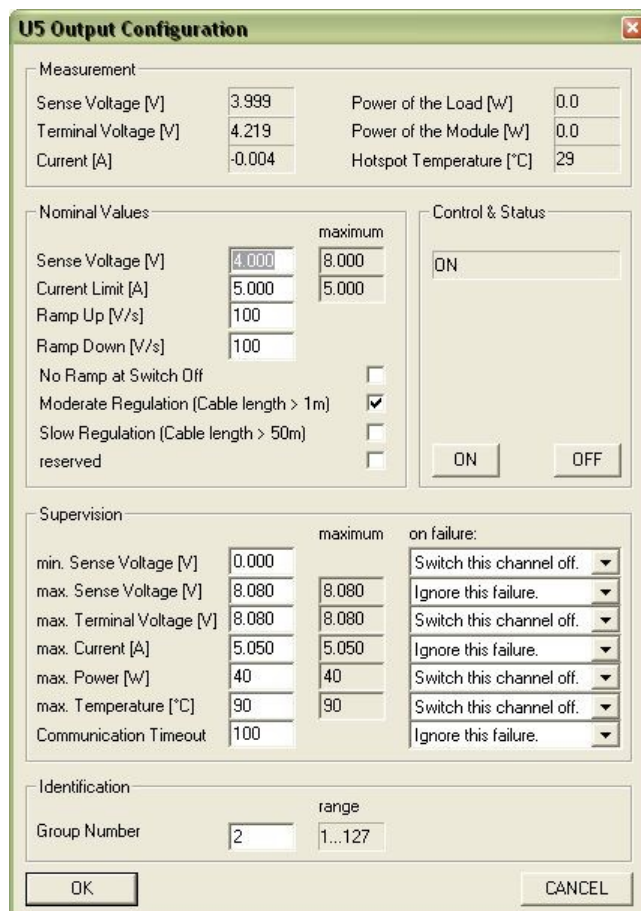 U5 Output Configuration
Measurement
Sense Voltage [V] 3.999 Power of the Load [W] 0.0
Terminal Voltage [V] 4.219 Power of the Module [W] 0.0
Current [A] -0.004 Hotspot Temperature [°C] 29
Nominal Values
maximum
Sense Voltage [V] 4.000 8.000
Current Limit [A] 5.000 5.000
Ramp Up [V/s] 100
Ramp Down [V/s] 100
No Ramp at Switch Off
Moderate Regulation (Cable length > 1m)
Slow Regulation (Cable length > 50m)
reserved
Control & Status
ON
ON OFF
Supervision
maximum on failure:
min. Sense Voltage [V] 0.000 Switch this channel off.
max. Sense Voltage [V] 8.080 8.080 Ignore this failure.
max. Terminal Voltage [V] 8.080 8.080 Switch this channel off.
max. Current [A] 5.050 5.050 Ignore this failure.
max. Power [W] 40 40 Switch this channel off.
max. Temperature [°C] 90 90 Switch this channel off.
Communication Timeout 100 Ignore this failure.
Identification
range
Group Number 2 1...127
OK CANCEL